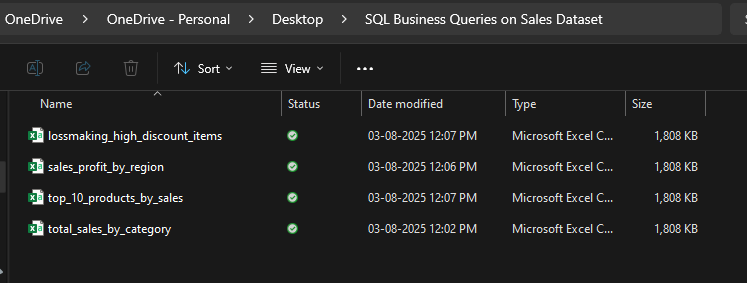 OneDrive > OneDrive - Personal > Desktop > SQL Business Queries on Sales Dataset
Sort View ...
Name Status Date modified Type Size
lossmaking_high_discount_items 03-08-2025 12:07 PM Microsoft Excel C... 1,808 KB
sales_profit_by_region 03-08-2025 12:06 PM Microsoft Excel C... 1,808 KB
top_10_products_by_sales 03-08-2025 12:07 PM Microsoft Excel C... 1,808 KB
total_sales_by_category 03-08-2025 12:02 PM Microsoft Excel C... 1,808 KB